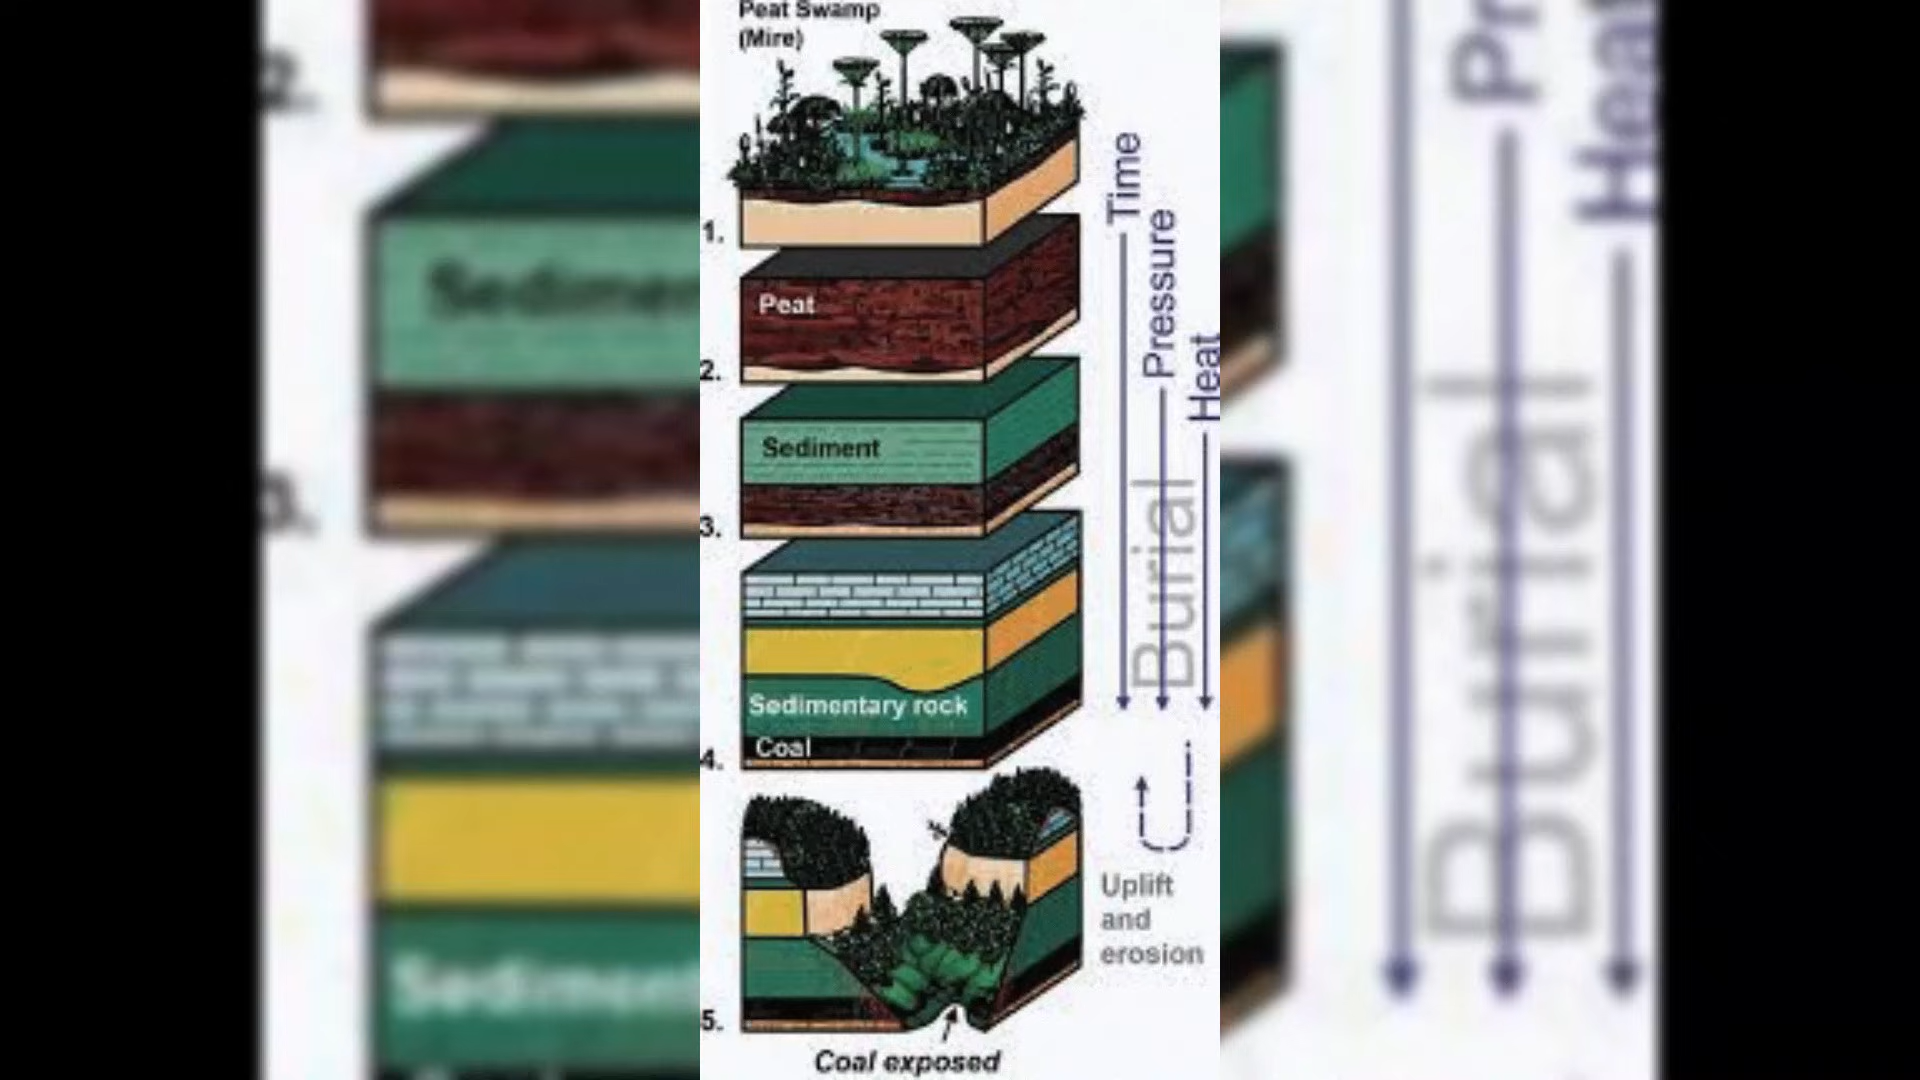 Peat Swamp
(Mire)
1.
Time
Peat
Pressure
2.
Heat
Sediment
3.
Burial
Sedimentary rock
Coal
4.
Uplift
and
erosion
5.
Coal exposed